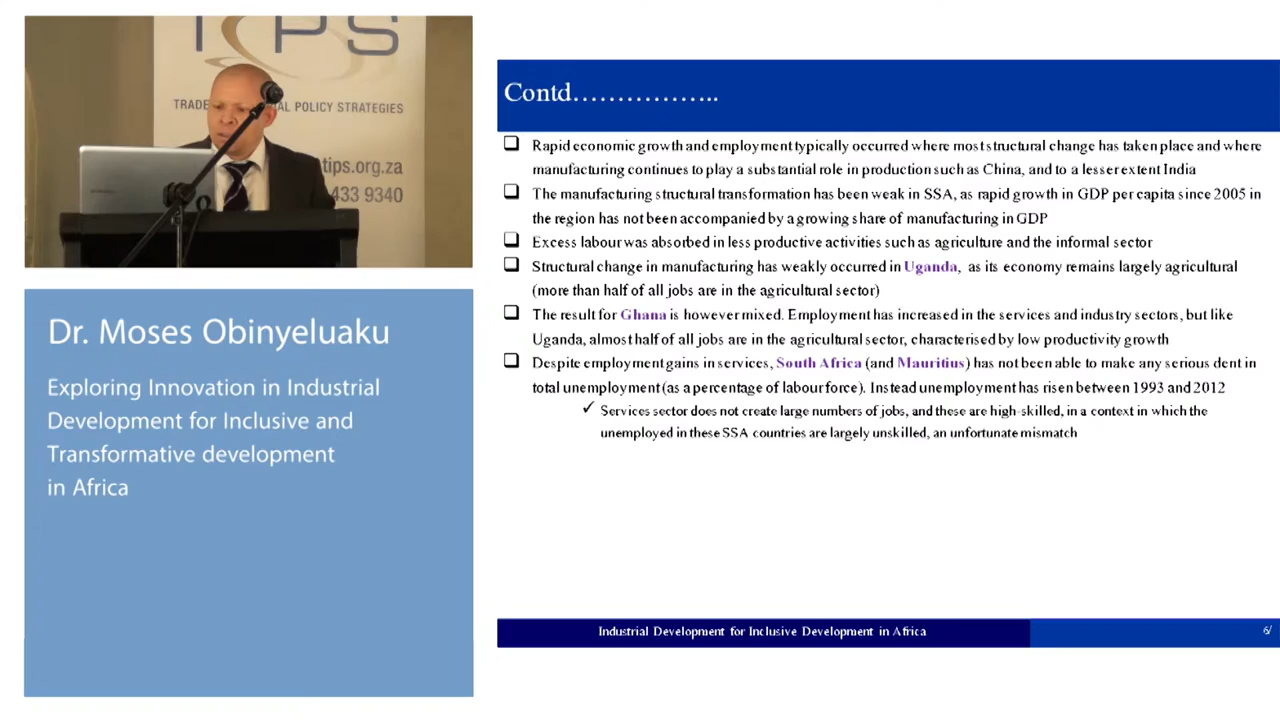 TIPS
TRADE & INDUSTRIAL POLICY STRATEGIES
tips.org.za
433 9340
Dr. Moses Obinyeluaku
Exploring Innovation in Industrial
Development for Inclusive and
Transformative development
in Africa
Contd……………..
Rapid economic growth and employment typically occurred where most structural change has taken place and where
manufacturing continues to play a substantial role in production such as China, and to a lesser extent India
The manufacturing structural transformation has been weak in SSA, as rapid growth in GDP per capita since 2005 in
the region has not been accompanied by a growing share of manufacturing in GDP
Excess labour was absorbed in less productive activities such as agriculture and the informal sector
Structural change in manufacturing has weakly occurred in Uganda, as its economy remains largely agricultural
(more than half of all jobs are in the agricultural sector)
The result for Ghana is however mixed. Employment has increased in the services and industry sectors, but like
Uganda, almost half of all jobs are in the agricultural sector, characterised by low productivity growth
Despite employment gains in services, South Africa (and Mauritius) has not been able to make any serious dent in
total unemployment (as a percentage of labour force). Instead unemployment has risen between 1993 and 2012
✓ Services sector does not create large numbers of jobs, and these are high-skilled, in a context in which the
unemployed in these SSA countries are largely unskilled, an unfortunate mismatch
Industrial Development for Inclusive Development in Africa
6/